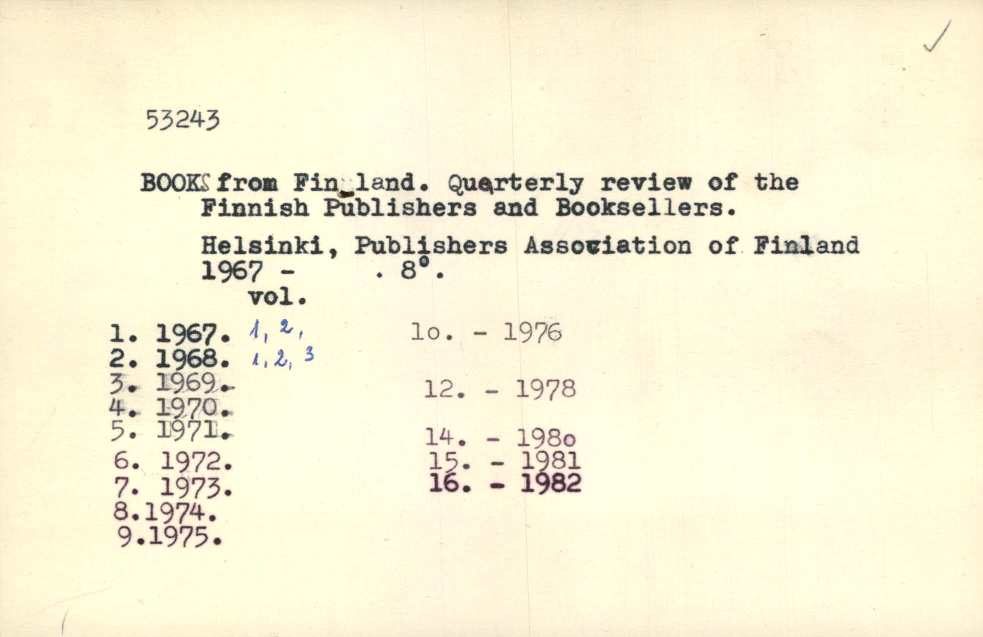 53243
BOOKS from Finland. Quarterly review of the
Finnish Publishers and Booksellers.
Helsinki, Publishers Association of Finland
1967 - . 8°.
vol.
1. 1967. 1, 2,
2. 1968. 1, 2, 3
3. 1969.
4. 1970.
5. 1971.
6. 1972.
7. 1973.
8.1974.
9.1975.
1o. - 1976
12. - 1978
14. - 198o
15. - 1981
16. - 1982